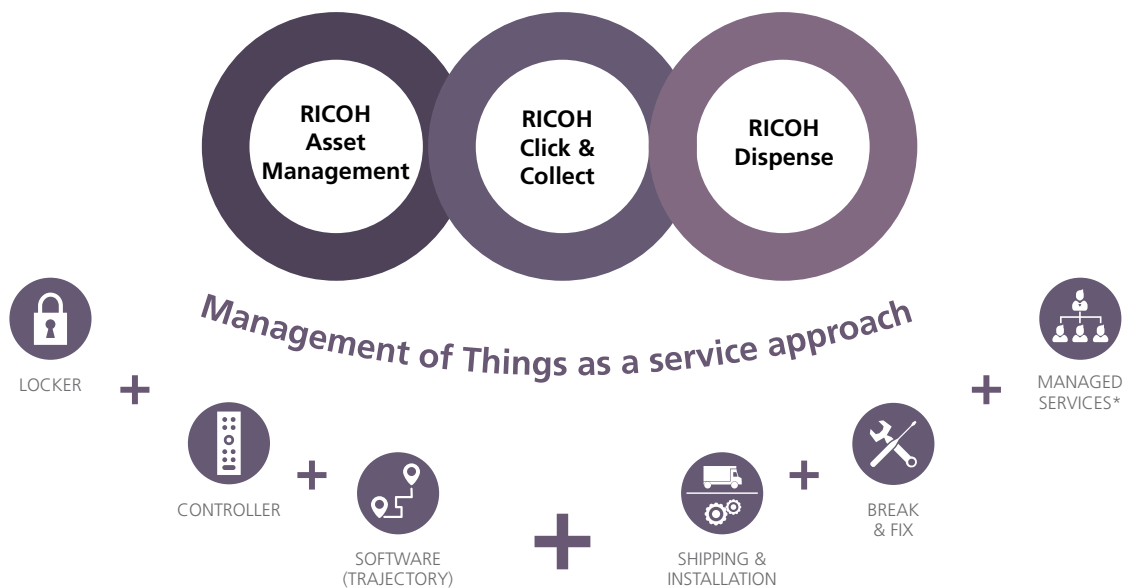 RICOH
Asset
Management
RICOH
Click &
Collect
RICOH
Dispense
Management of Things as a service approach
LOCKER
+
CONTROLLER
+
SOFTWARE
(TRAJECTORY)
+
SHIPPING &
INSTALLATION
+
BREAK
& FIX
+
MANAGED
SERVICES*